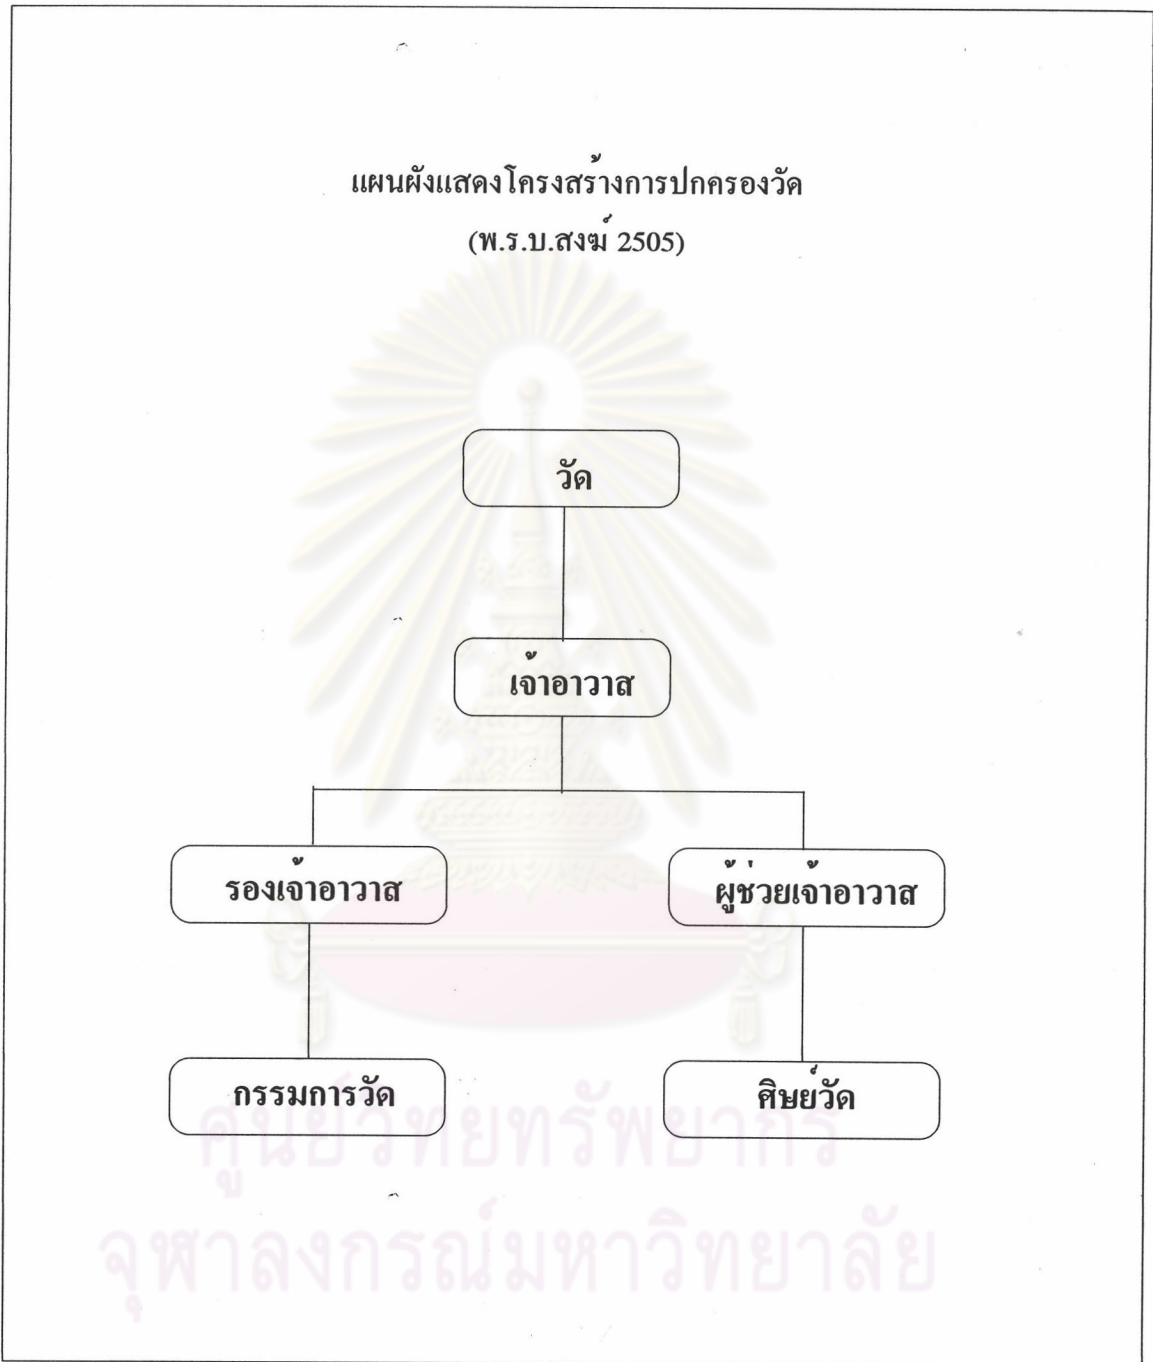 แผนผังแสดงโครงสร้างการปกครองวัด
(พ.ร.บ.สงฆ์ 2505)
วัด
เจ้าอาวาส
รองเจ้าอาวาส
ผู้ช่วยเจ้าอาวาส
กรรมการวัด
ศิษย์วัด
ศูนย์วิทยทรัพยากร
จุฬาลงกรณ์มหาวิทยาลัย